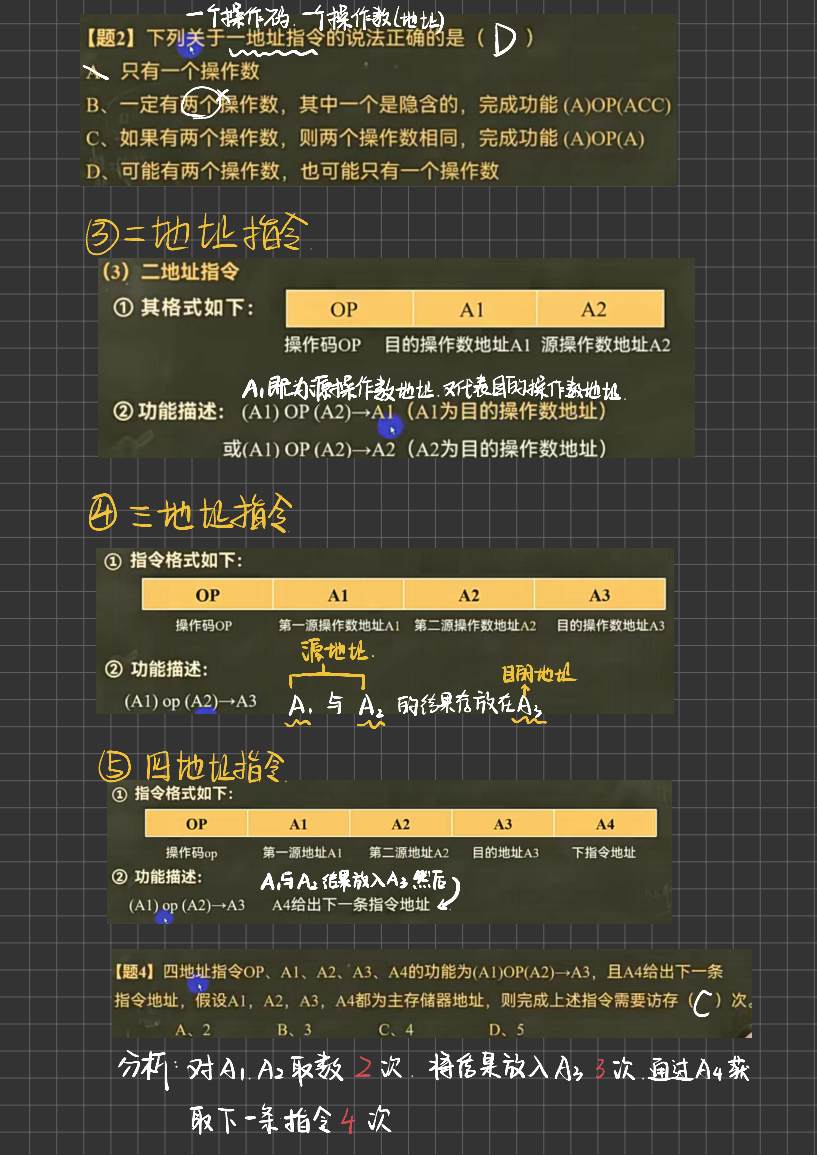 一个操作码.一个操作数(地址)
【题2】下列关于一地址指令的说法正确的是（ D ）
A、只有一个操作数
B、一定有两个操作数，其中一个是隐含的，完成功能 (A)OP(ACC)
C、如果有两个操作数，则两个操作数相同，完成功能 (A)OP(A)
D、可能有两个操作数，也可能只有一个操作数
③二地址指令
（3）二地址指令
① 其格式如下：
OP A1 A2
操作码OP 目的操作数地址A1 源操作数地址A2
A₁即为源操作数地址.又代表目的操作数地址.
② 功能描述： (A1) OP (A2)→A1（A1为目的操作数地址）
或(A1) OP (A2)→A2（A2为目的操作数地址）
④三地址指令
① 指令格式如下：
OP A1 A2 A3
操作码OP 第一源操作数地址A1 第二源操作数地址A2 目的操作数地址A3
源地址.
② 功能描述：
目的地址
(A1) op (A2)→A3 A₁ 与 A₂ 的结果存放在A₃
⑤ 四地址指令
① 指令格式如下：
OP A1 A2 A3 A4
操作码op 第一源地址A1 第二源地址A2 目的地址A3 下指令地址
② 功能描述： A₁与A₂结果放入A₃然后
(A1) op (A2)→A3 A4给出下一条指令地址
【题4】四地址指令OP、A1、A2、A3、A4的功能为(A1)OP(A2)→A3，且A4给出下一条
指令地址，假设A1，A2，A3，A4都为主存储器地址，则完成上述指令需要访存（ C ）次。
A、2 B、3 C、4 D、5
分析：对A₁.A₂取数 2 次. 将结果放入A₃ 3次.通过A₄获
取下一条指令4 次